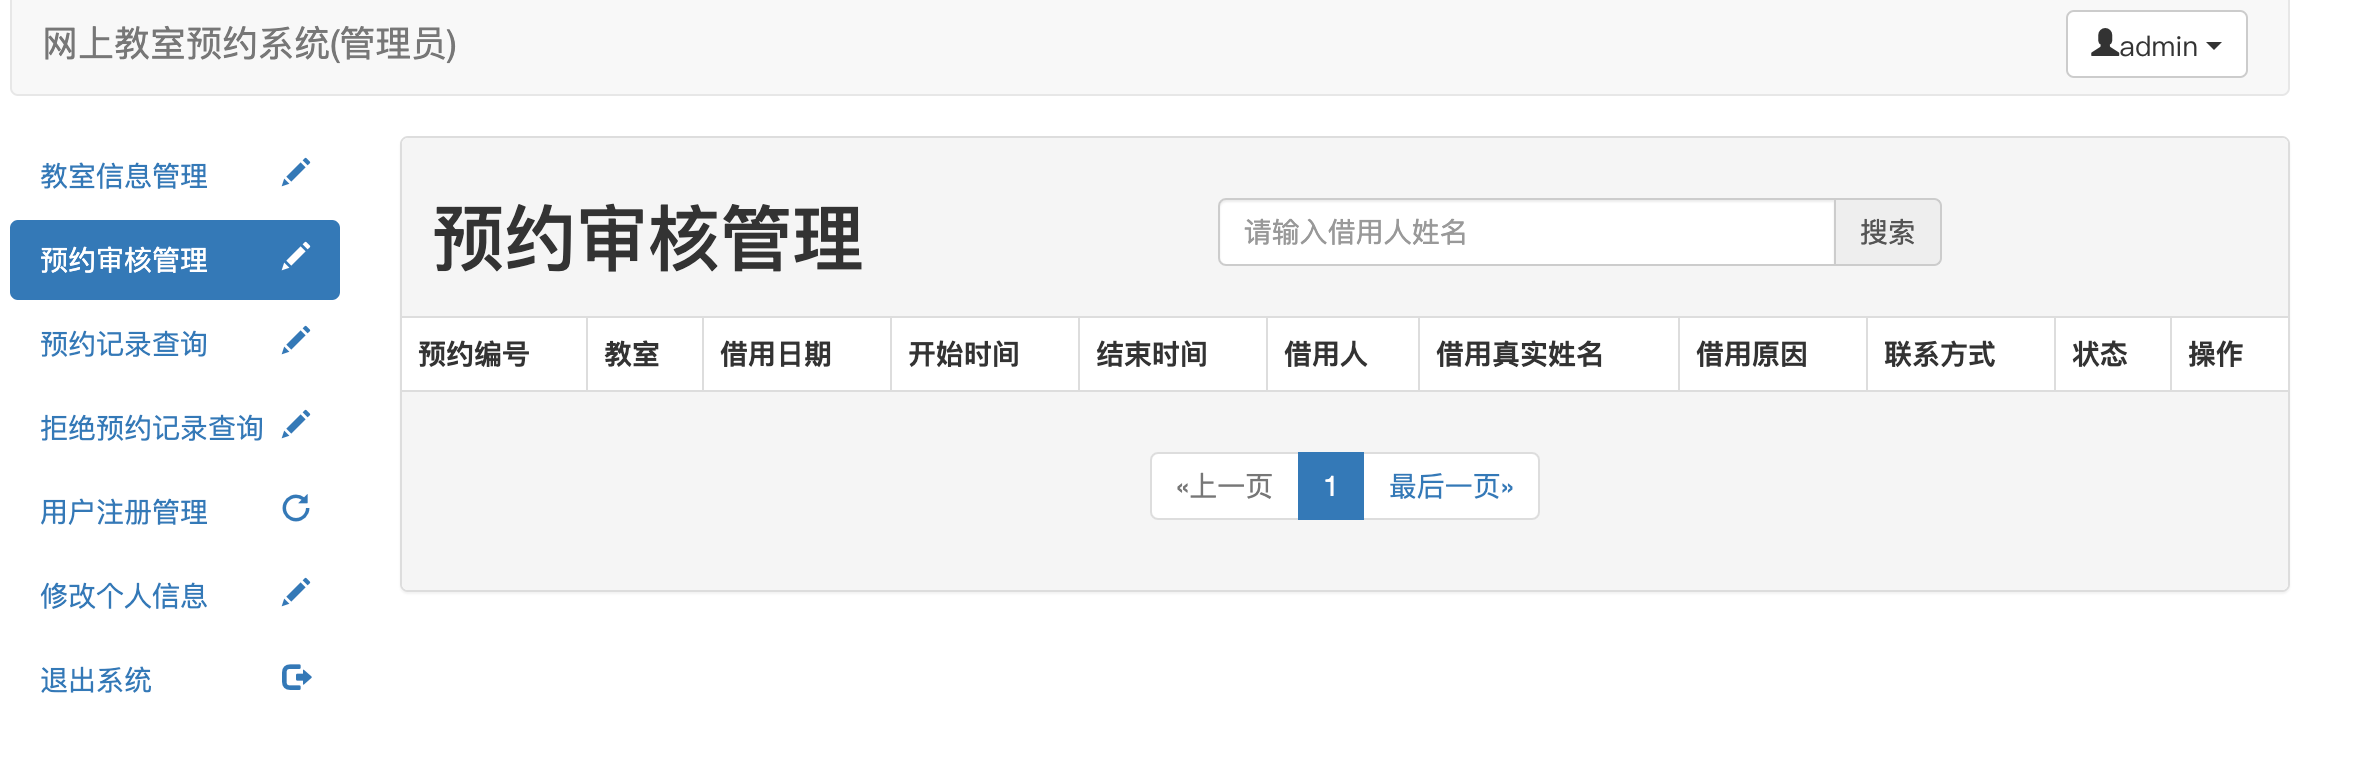 网上教室预约系统(管理员)
admin
教室信息管理
预约审核管理
预约记录查询
拒绝预约记录查询
用户注册管理
修改个人信息
退出系统
预约审核管理
请输入借用人姓名 搜索
预约编号 教室 借用日期 开始时间 结束时间 借用人 借用真实姓名 借用原因 联系方式 状态 操作
«上一页 1 最后一页»